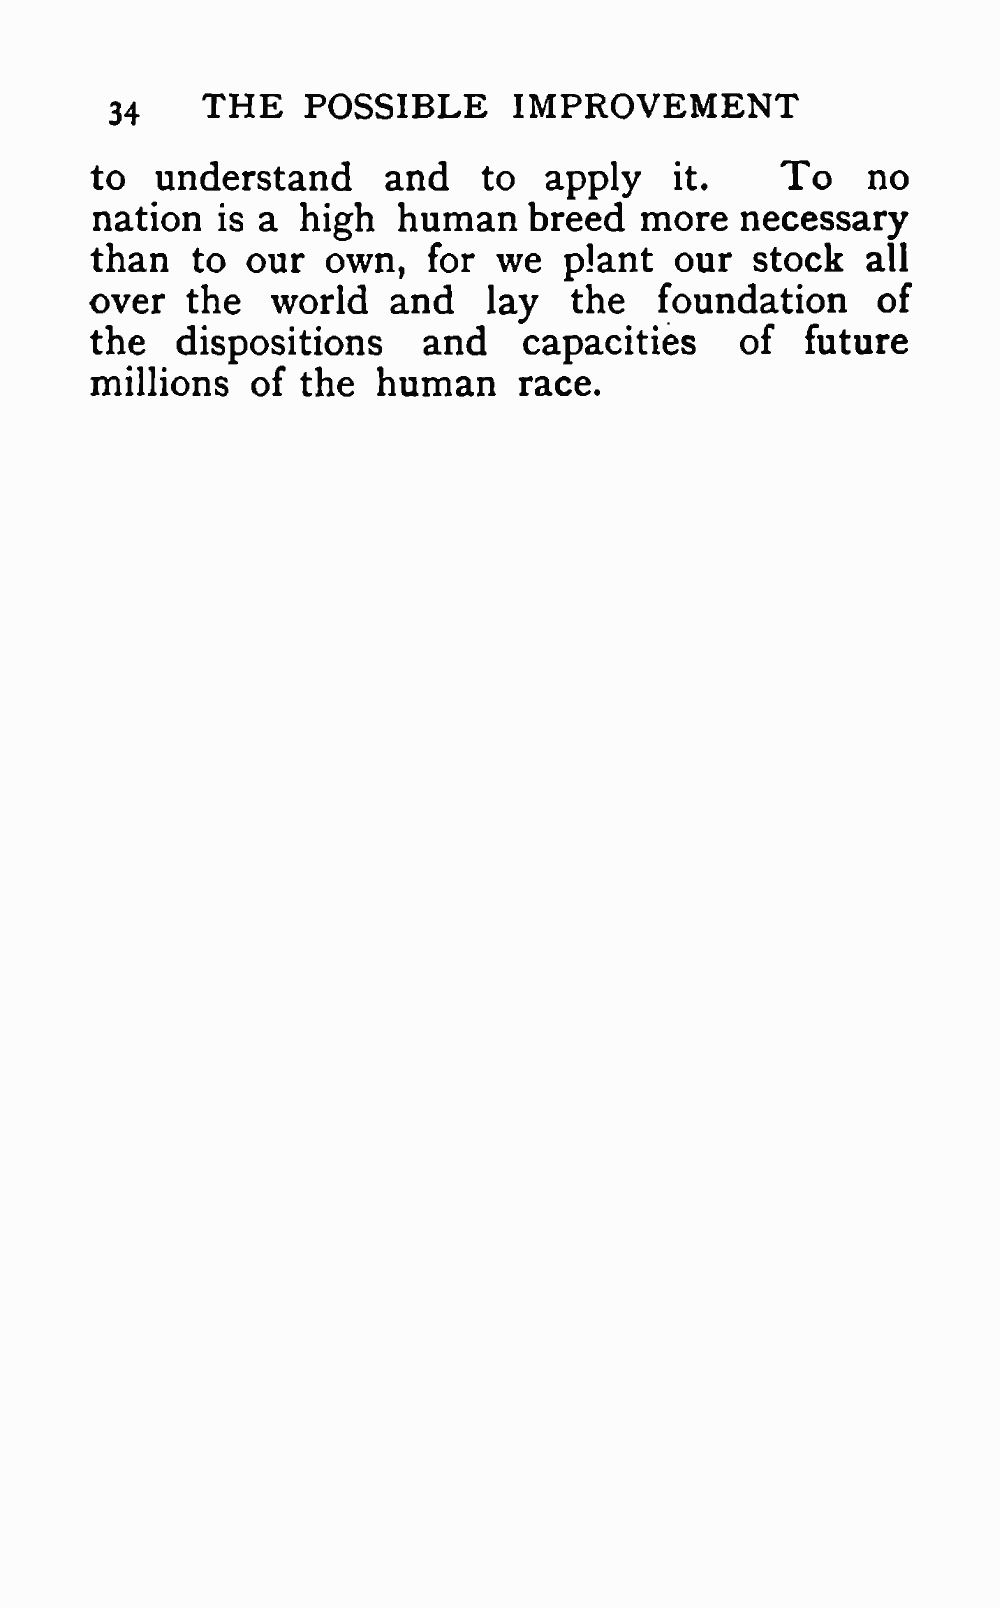 34 THE POSSIBLE IMPROVEMENT
to understand and to apply it. To no
nation is a high human breed more necessary
than to our own, for we plant our stock all
over the world and lay the foundation of
the dispositions and capacities of future
millions of the human race.